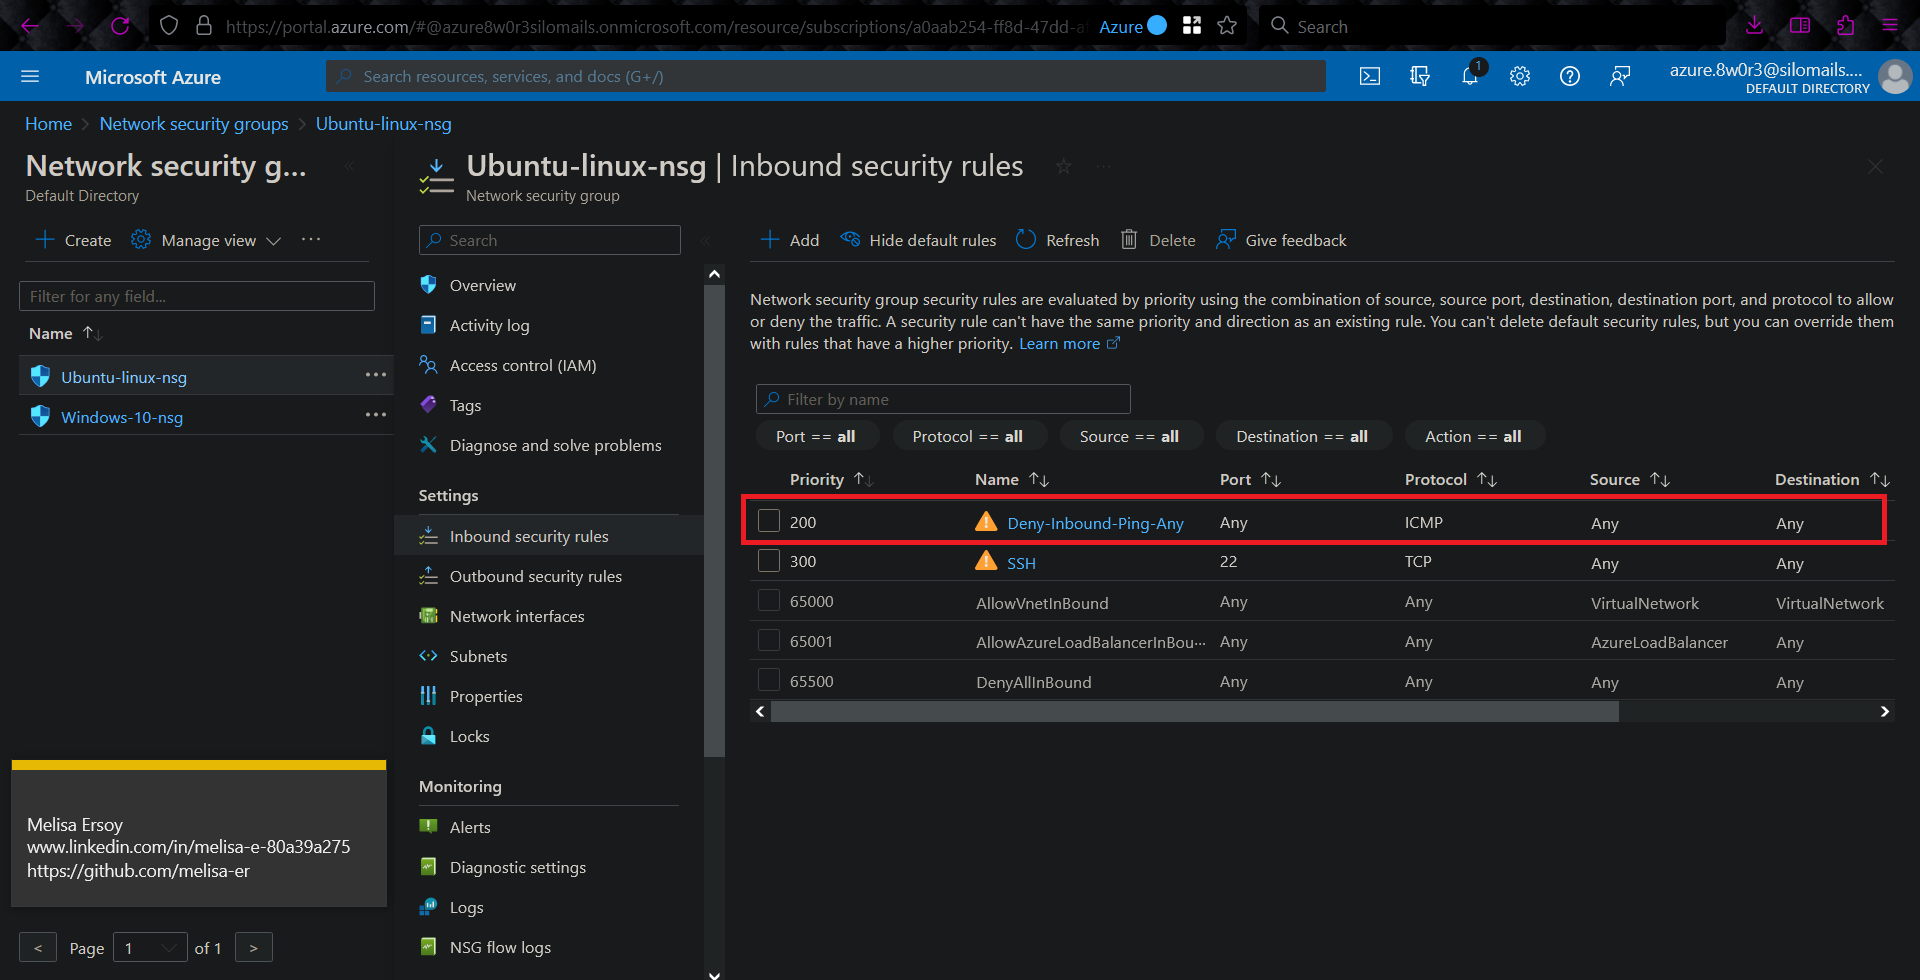 https://portal.azure.com/#@azure8w0r3silomails.onmicrosoft.com/resource/subscriptions/a0aab254-ff8d-47dd-a
Azure
Search
Microsoft Azure
Search resources, services, and docs (G+/)
1
azure.8w0r3@silomails....
DEFAULT DIRECTORY
Home > Network security groups > Ubuntu-linux-nsg
Network security g...
Default Directory
Create
Manage view
Filter for any field...
Name
Ubuntu-linux-nsg
Windows-10-nsg
Melisa Ersoy
www.linkedin.com/in/melisa-e-80a39a275
https://github.com/melisa-er
< Page 1 of 1 >
Ubuntu-linux-nsg | Inbound security rules
Network security group
Search
Overview
Activity log
Access control (IAM)
Tags
Diagnose and solve problems
Settings
Inbound security rules
Outbound security rules
Network interfaces
Subnets
Properties
Locks
Monitoring
Alerts
Diagnostic settings
Logs
NSG flow logs
Add Hide default rules Refresh Delete Give feedback
Network security group security rules are evaluated by priority using the combination of source, source port, destination, destination port, and protocol to allow
or deny the traffic. A security rule can't have the same priority and direction as an existing rule. You can't delete default security rules, but you can override them
with rules that have a higher priority. Learn more
Filter by name
Port == all Protocol == all Source == all Destination == all Action == all
Priority Name Port Protocol Source Destination
200 Deny-Inbound-Ping-Any Any ICMP Any Any
300 SSH 22 TCP Any Any
65000 AllowVnetInBound Any Any VirtualNetwork VirtualNetwork
65001 AllowAzureLoadBalancerInBou··· Any Any AzureLoadBalancer Any
65500 DenyAllInBound Any Any Any Any